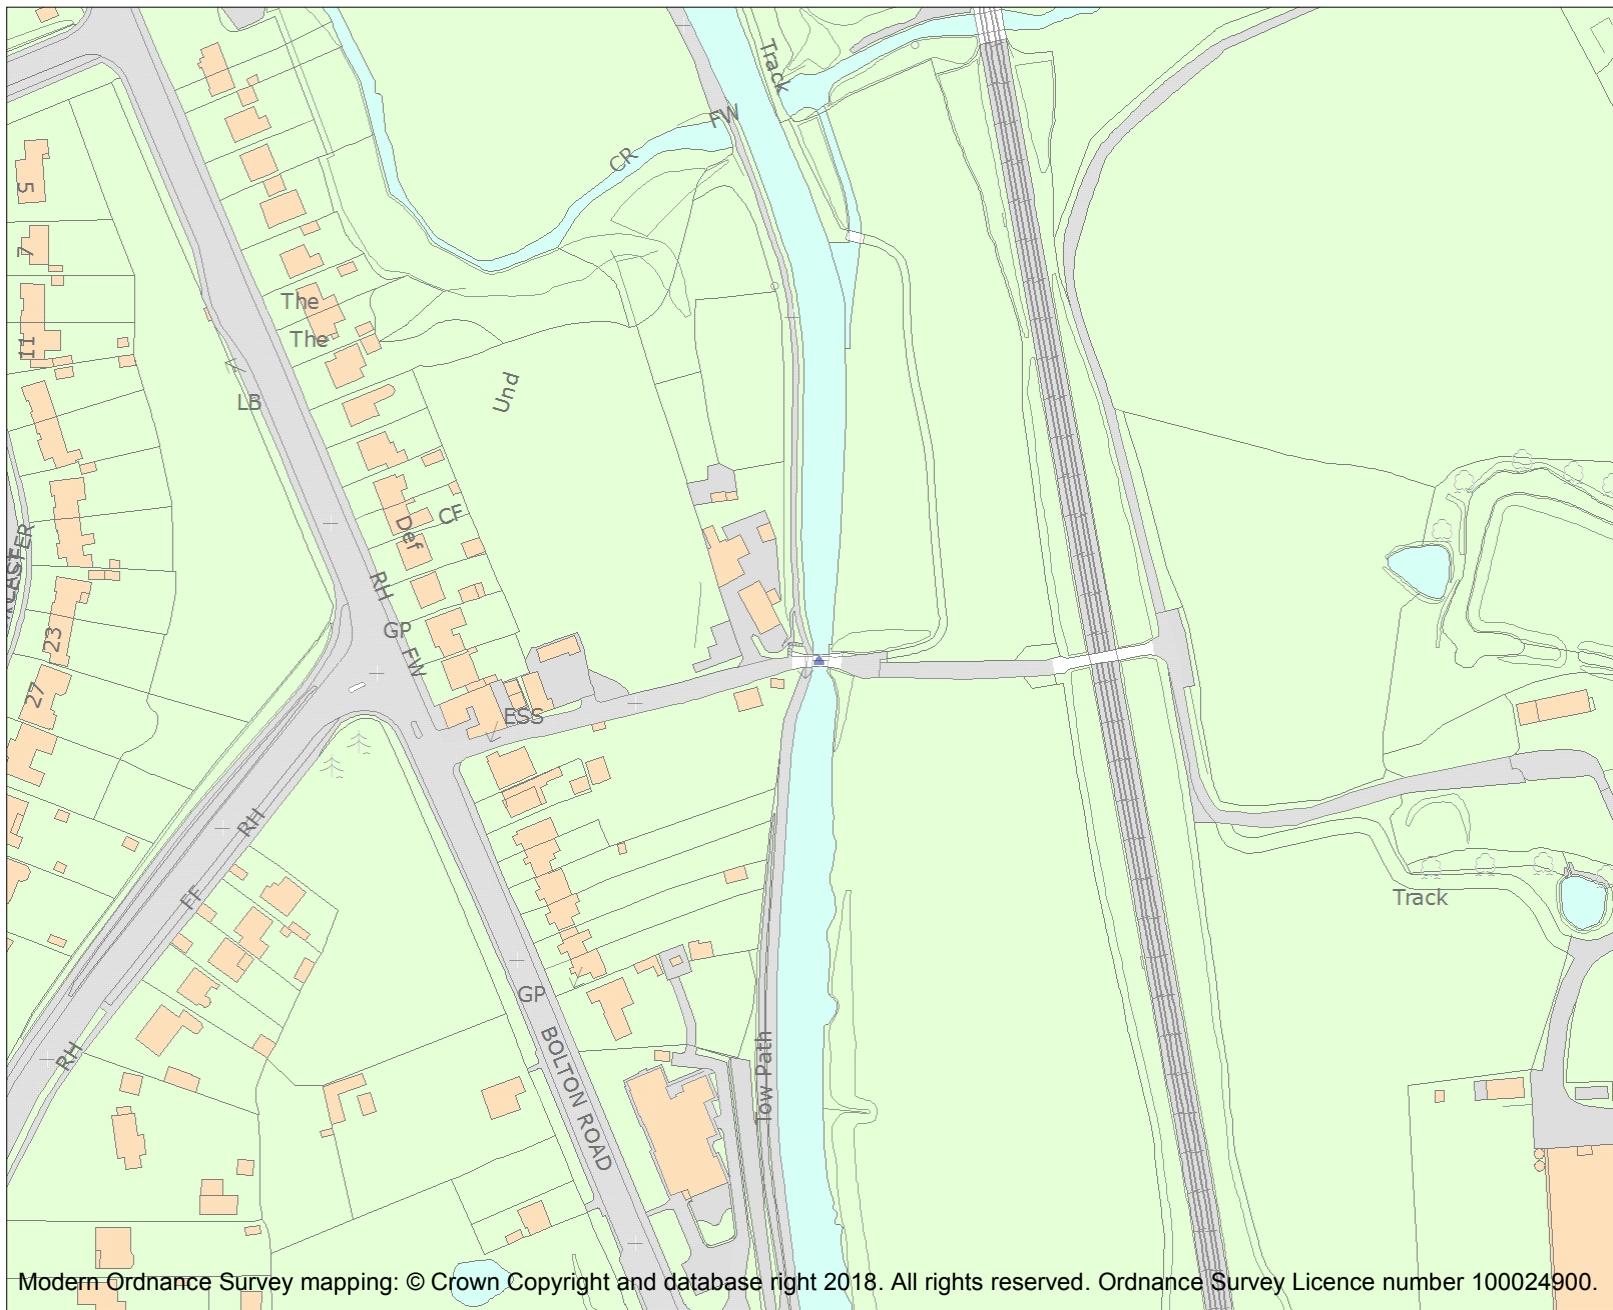 Track
FW
CR
5
7
The
The
11
LB
Und
CF
Def
RH
GP
FW
23
27
ESS
RH
FF
Track
GP
RH
BOLTON ROAD
Tow Path
Modern Ordnance Survey mapping: © Crown Copyright and database right 2018. All rights reserved. Ordnance Survey Licence number 100024900.